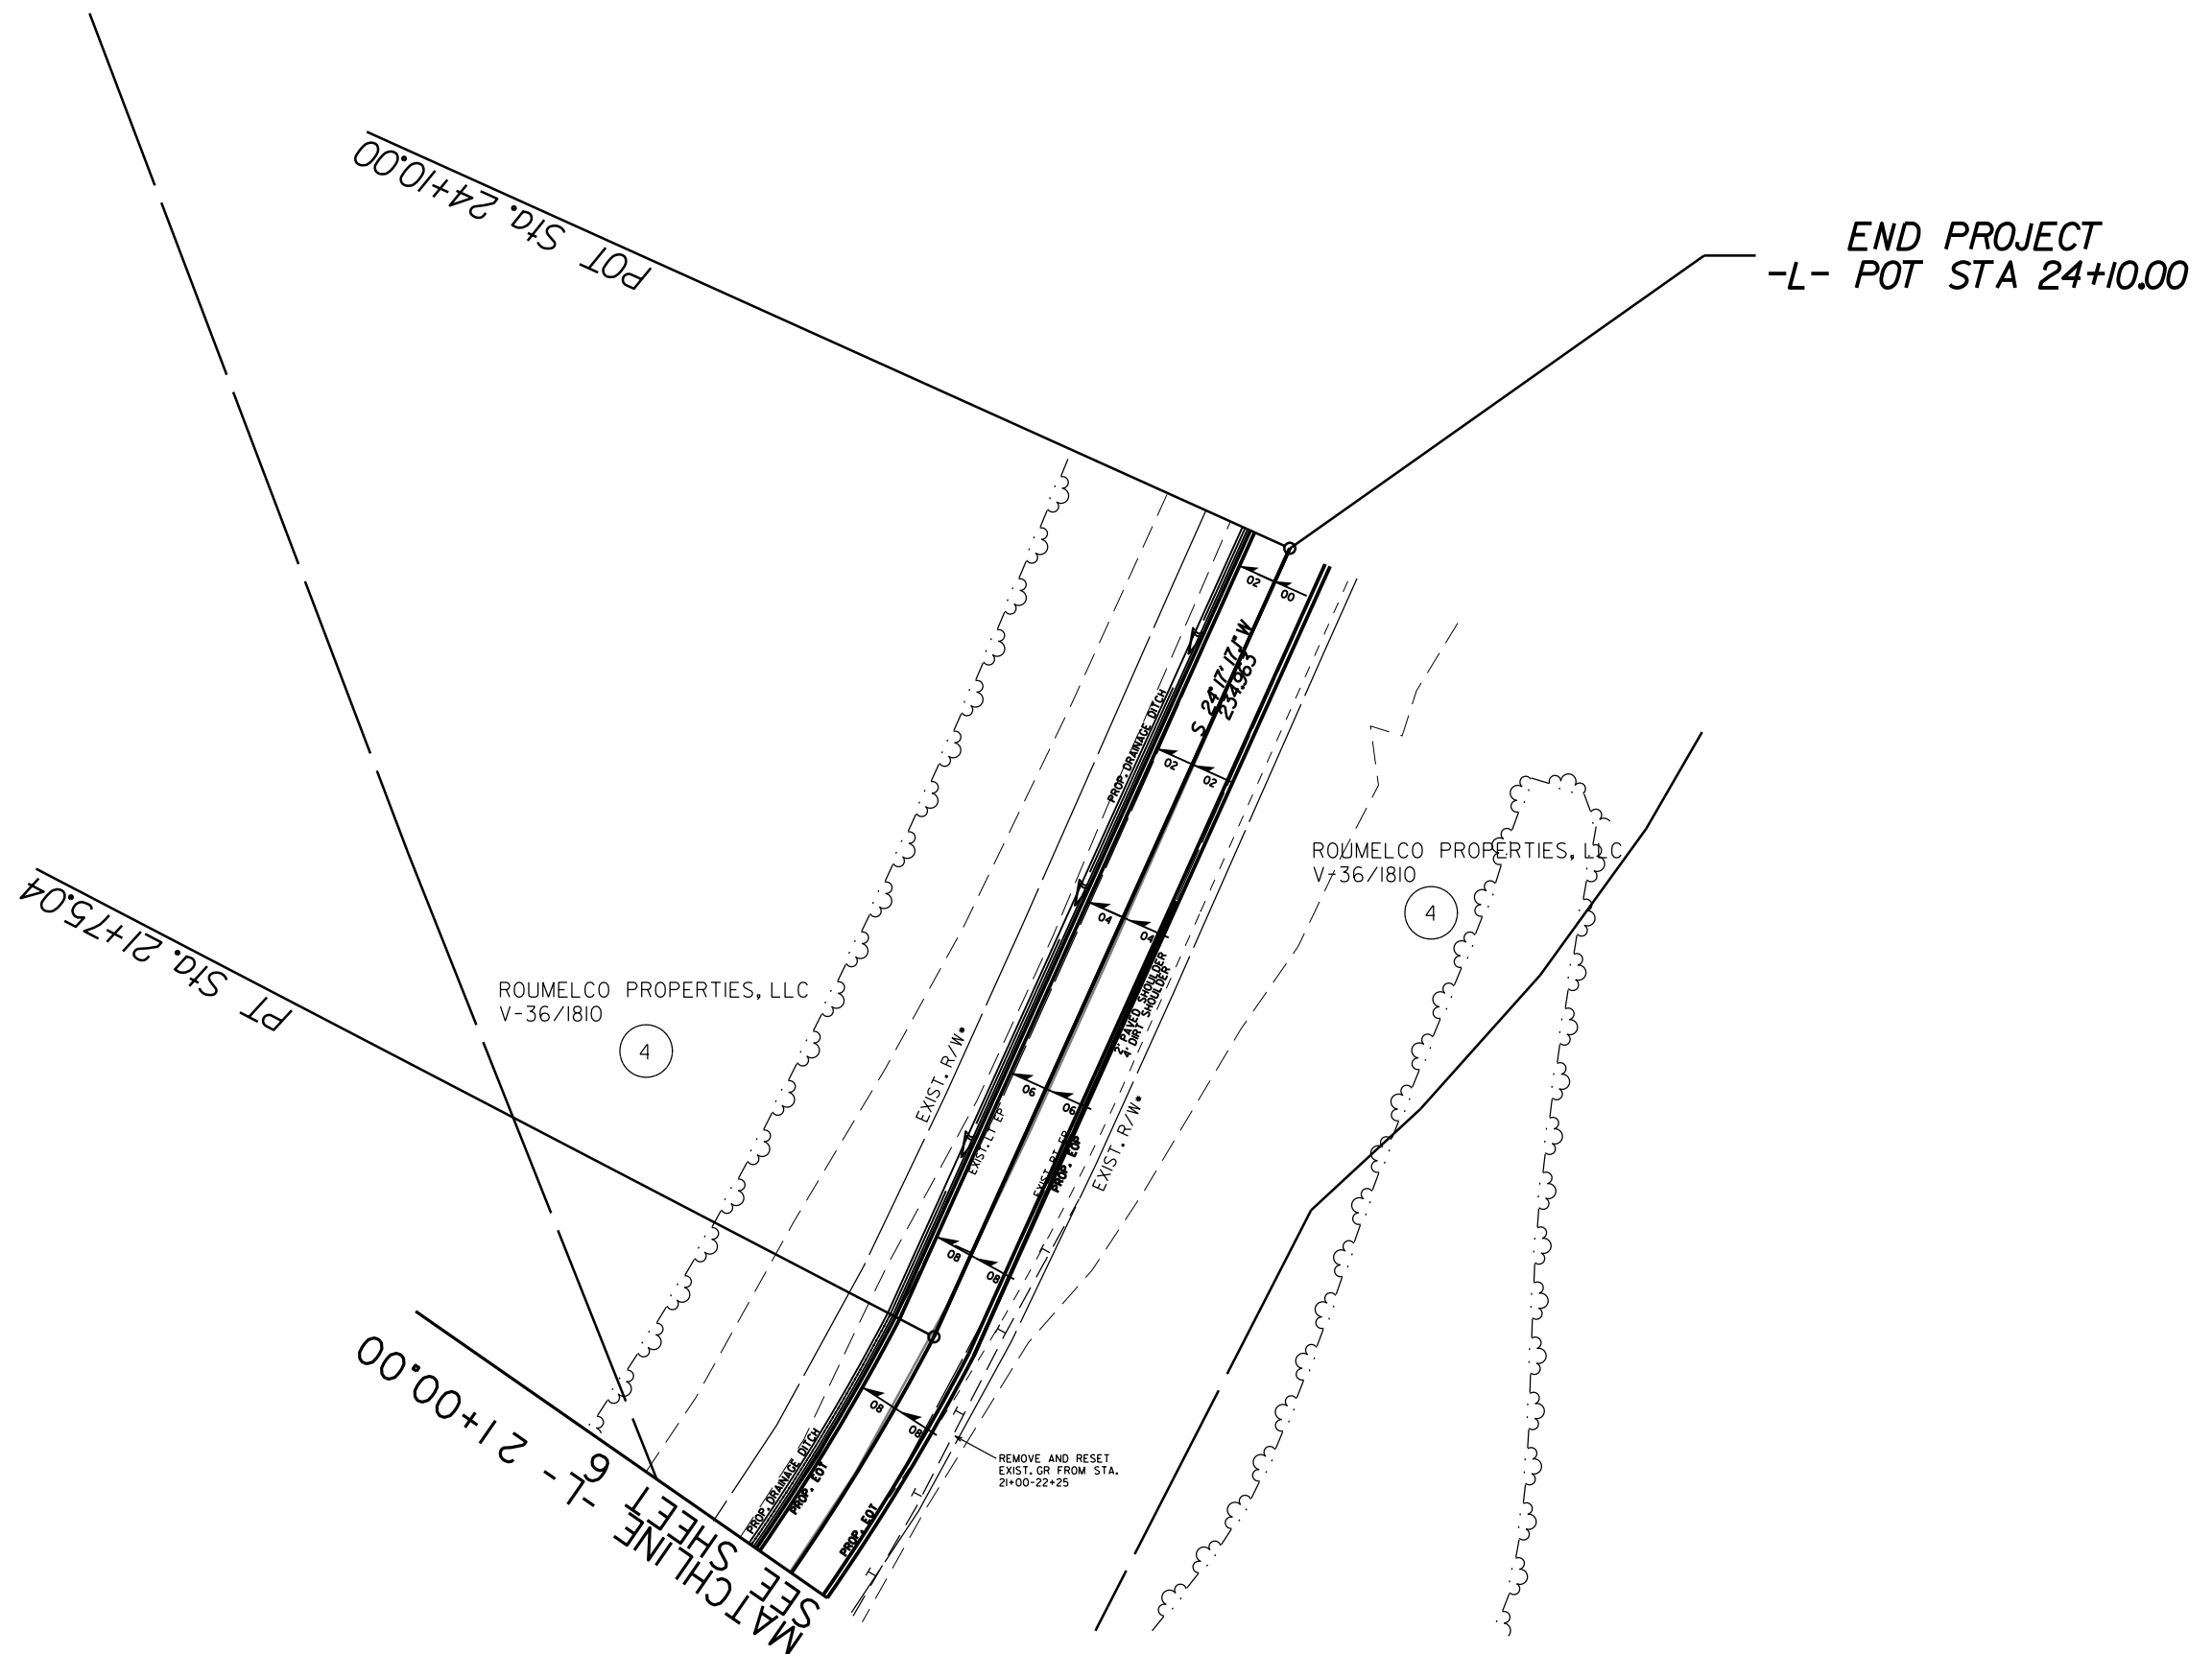 POT Sta. 24+10.00
END PROJECT
-L- POT STA 24+10.00
02
00
S 24°17'17.1" W
234.963
PROP. DRAINAGE DITCH
02
02
ROUMELCO PROPERTIES, LLC
V-36/1810
4
PT Sta. 21+75.04
04
04
2' PAVED SHOULDER
4' DIRT SHOULDER
ROUMELCO PROPERTIES, LLC
V-36/1810
4
EXIST. R/W*
06
06
EXIST. LT EP
EXIST. RT EP
PROP. EOP
EXIST. R/W*
08
08
08
08
PROP. DRAINAGE DITCH
PROP. EOT
PROP. EOT
REMOVE AND RESET
EXIST. GR FROM STA.
21+00-22+25
MATCHLINE -L- 21+00.00
SEE SHEET 6